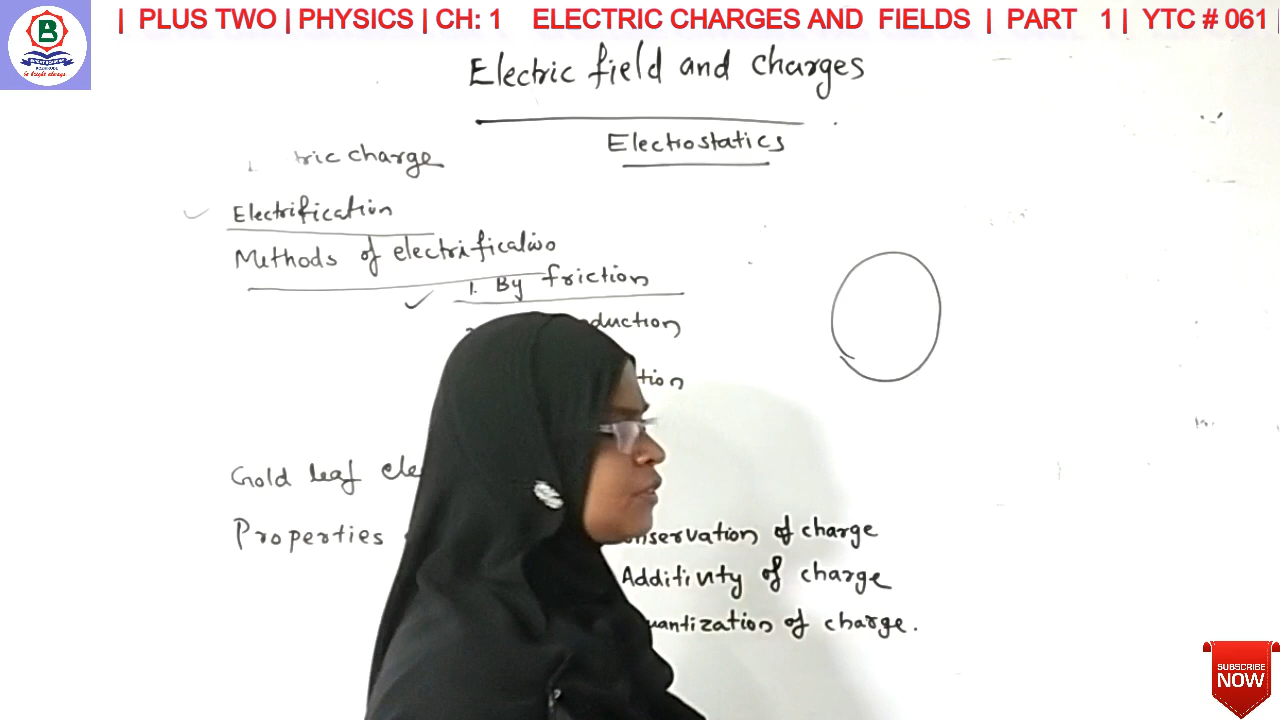 | PLUS TWO | PHYSICS | CH: 1 ELECTRIC CHARGES AND FIELDS | PART 1 | YTC # 061 |
B
Electric field and charges
Electrostatics
tric charge
Electrification
Methods of electrificatio
1. By friction
duction
tion
Gold leaf ele
Properties
onservation of charge
Additivity of charge
uantization of charge.
SUBSCRIBE
NOW